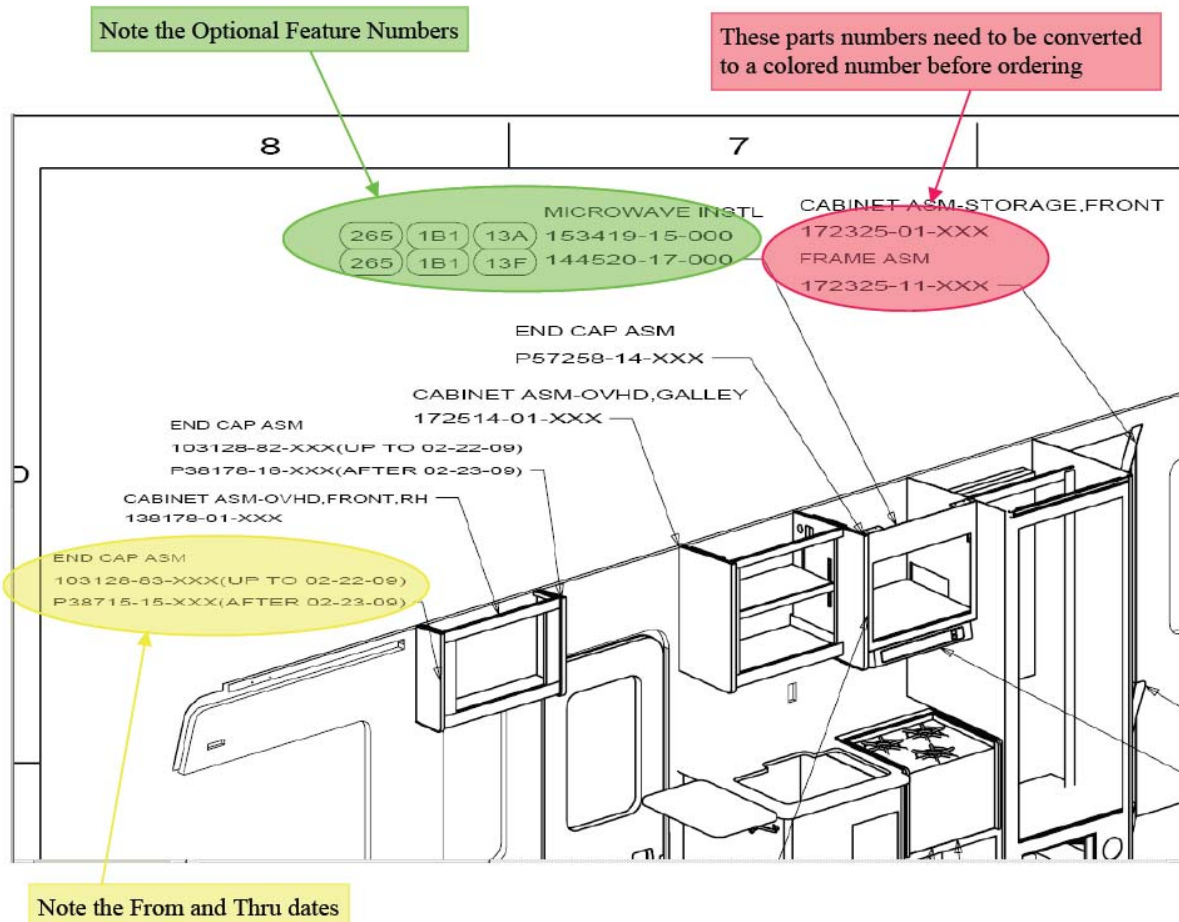 Note the Optional Feature Numbers
These parts numbers need to be converted
to a colored number before ordering
8
7
MICROWAVE INSTL
265 1B1 13A 153419-15-000
265 1B1 13F 144520-17-000
CABINET ASM-STORAGE,FRONT
172325-01-XXX
FRAME ASM
172325-11-XXX
END CAP ASM
P57258-14-XXX
CABINET ASM-OVHD,GALLEY
172514-01-XXX
END CAP ASM
103128-82-XXX(UP TO 02-22-09)
P38178-16-XXX(AFTER 02-23-09)
CABINET ASM-OVHD,FRONT,RH
138178-01-XXX
END CAP ASM
103128-83-XXX(UP TO 02-22-09)
P38715-15-XXX(AFTER 02-23-09)
Note the From and Thru dates